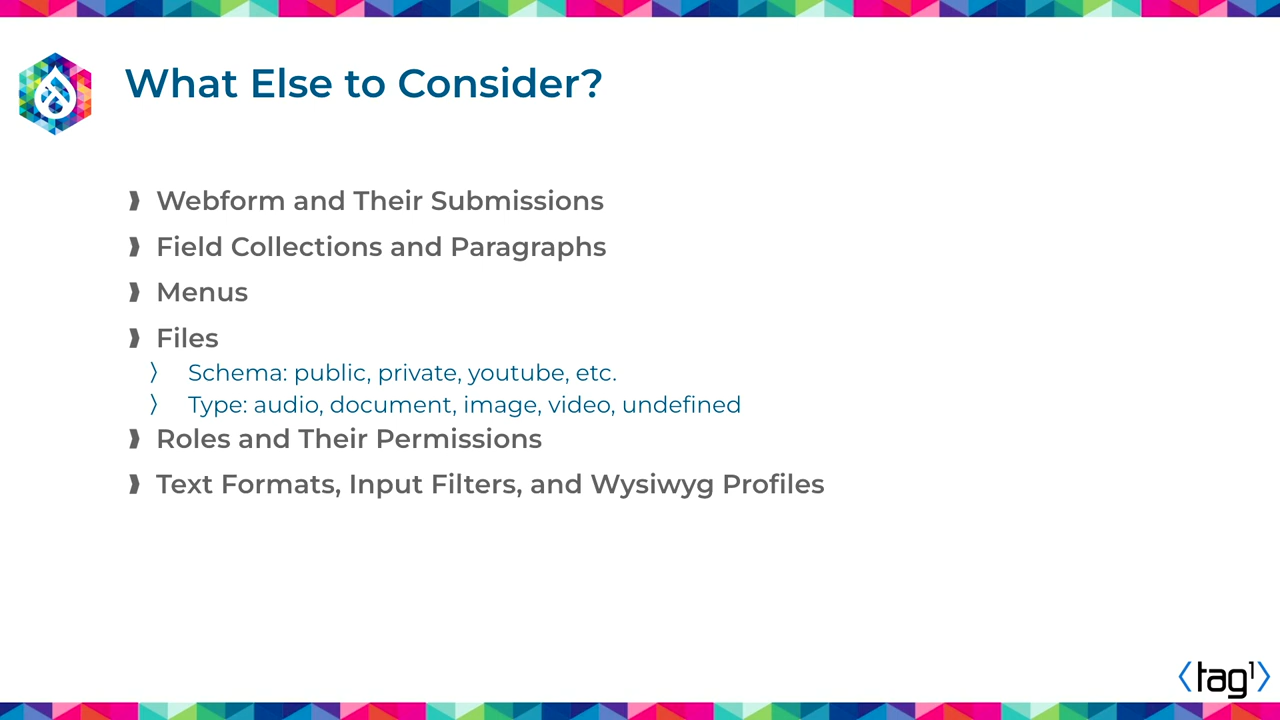 What Else to Consider?
Webform and Their Submissions
Field Collections and Paragraphs
Menus
Files
Schema: public, private, youtube, etc.
Type: audio, document, image, video, undefined
Roles and Their Permissions
Text Formats, Input Filters, and Wysiwyg Profiles
tag1